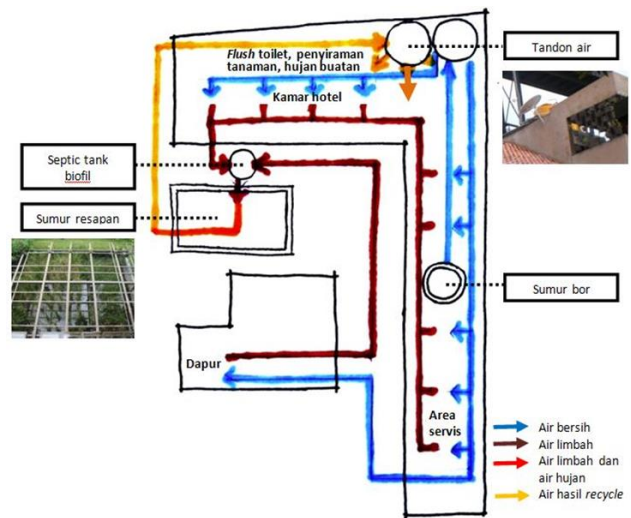 Flush toilet, penyiraman
tanaman, hujan buatan
Tandon air
Kamar hotel
Septic tank
biofil
Sumur resapan
Sumur bor
Dapur
Area
servis
Air bersih
Air limbah
Air limbah dan
air hujan
Air hasil recycle